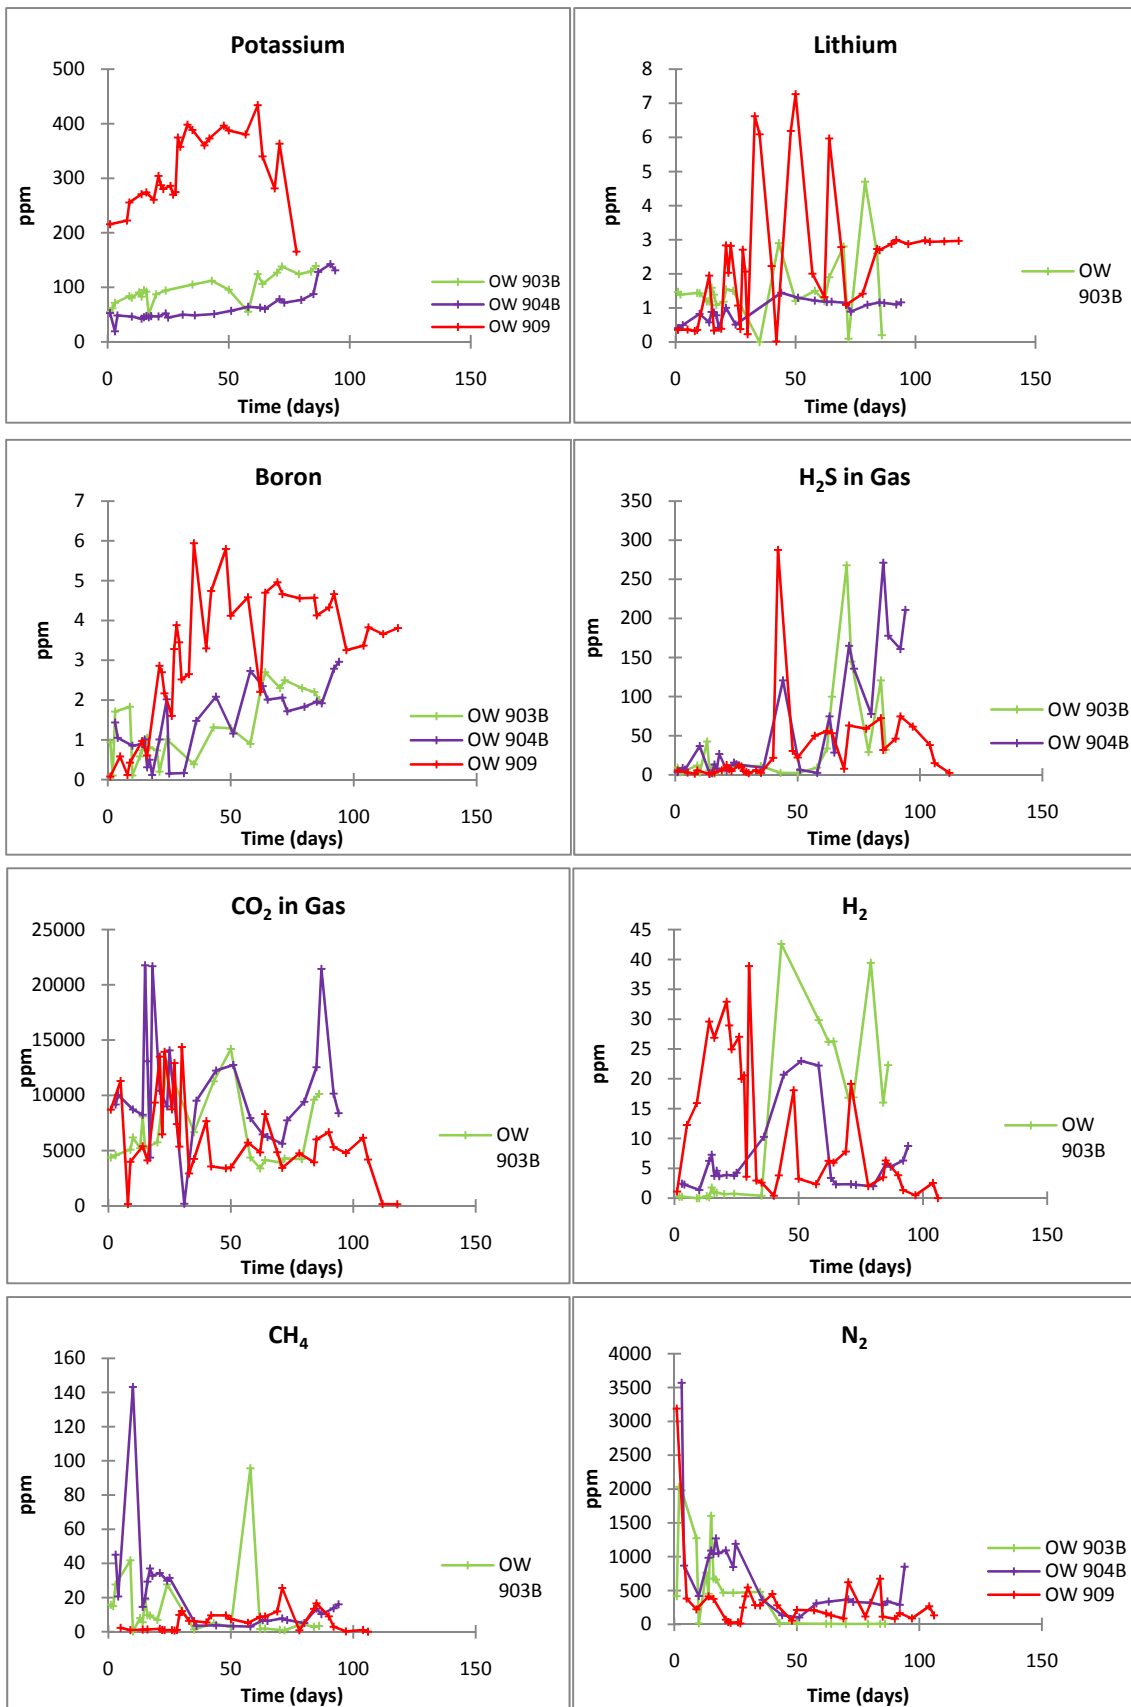 Potassium
500
400
300
200
100
0
ppm
0 50 100 150
Time (days)
OW 903B
OW 904B
OW 909
Lithium
8
7
6
5
4
3
2
1
0
ppm
0 50 100 150
Time (days)
OW
903B
Boron
7
6
5
4
3
2
1
0
ppm
0 50 100 150
Time (days)
OW 903B
OW 904B
OW 909
H₂S in Gas
350
300
250
200
150
100
50
0
ppm
0 50 100 150
Time (days)
OW 903B
OW 904B
CO₂ in Gas
25000
20000
15000
10000
5000
0
ppm
0 50 100 150
Time (days)
OW
903B
H₂
45
40
35
30
25
20
15
10
5
0
ppm
0 50 100 150
Time (days)
OW
903B
CH₄
160
140
120
100
80
60
40
20
0
ppm
0 50 100 150
Time (days)
OW
903B
N₂
4000
3500
3000
2500
2000
1500
1000
500
0
ppm
0 50 100 150
Time (days)
OW 903B
OW 904B
OW 909